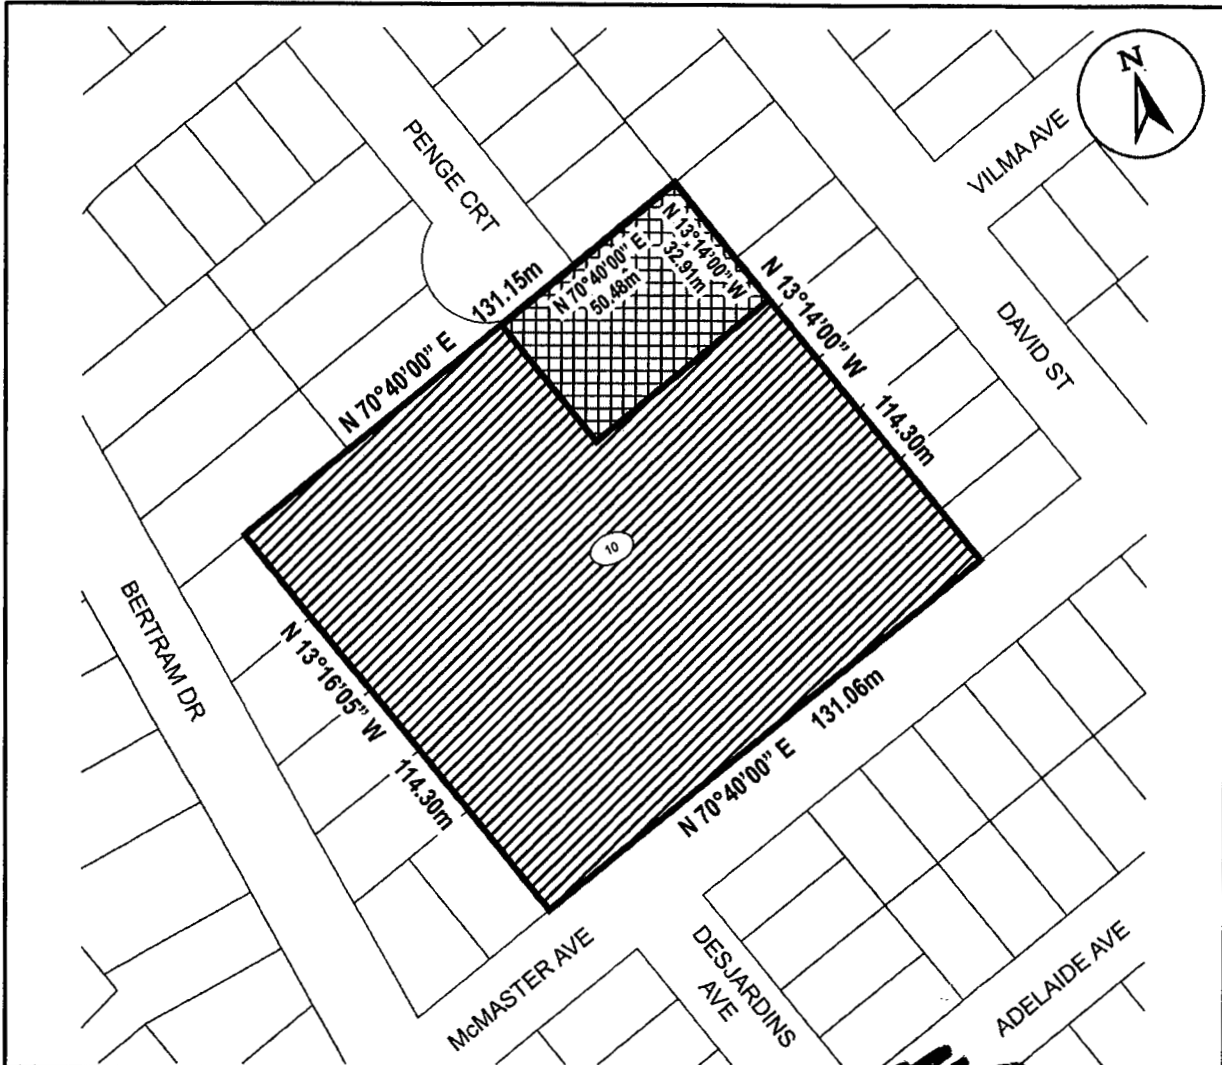 N
PENGE CRT
VILMA AVE
N 70°40'00" E 131.15m
N 70°40'00" E
50.48m
N 13°14'00" W
32.91m
N 13°14'00" W 114.30m
DAVID ST
10
BERTRAM DR
N 13°16'05" W 114.30m
N 70°40'00" E 131.06m
McMASTER AVE
DESJARDINS
AVE
ADELAIDE AVE